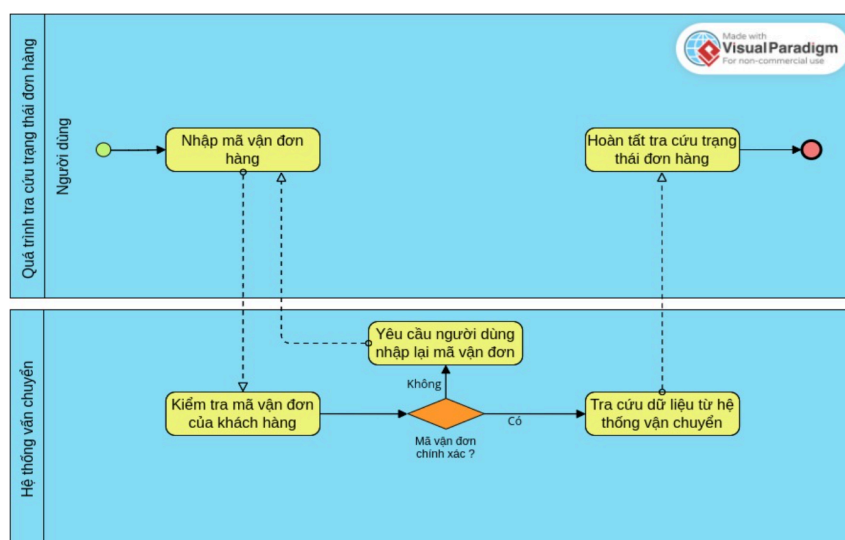 Made with
Visual Paradigm
For non-commercial use
Quá trình tra cứu trạng thái đơn hàng
Người dùng
Nhập mã vận đơn
hàng
Hoàn tất tra cứu trạng
thái đơn hàng
Hệ thống vấn chuyển
Yêu cầu người dùng
nhập lại mã vận đơn
Không
Kiểm tra mã vận đơn
của khách hàng
Có
Mã vận đơn
chính xác ?
Tra cứu dữ liệu từ hệ
thống vận chuyển